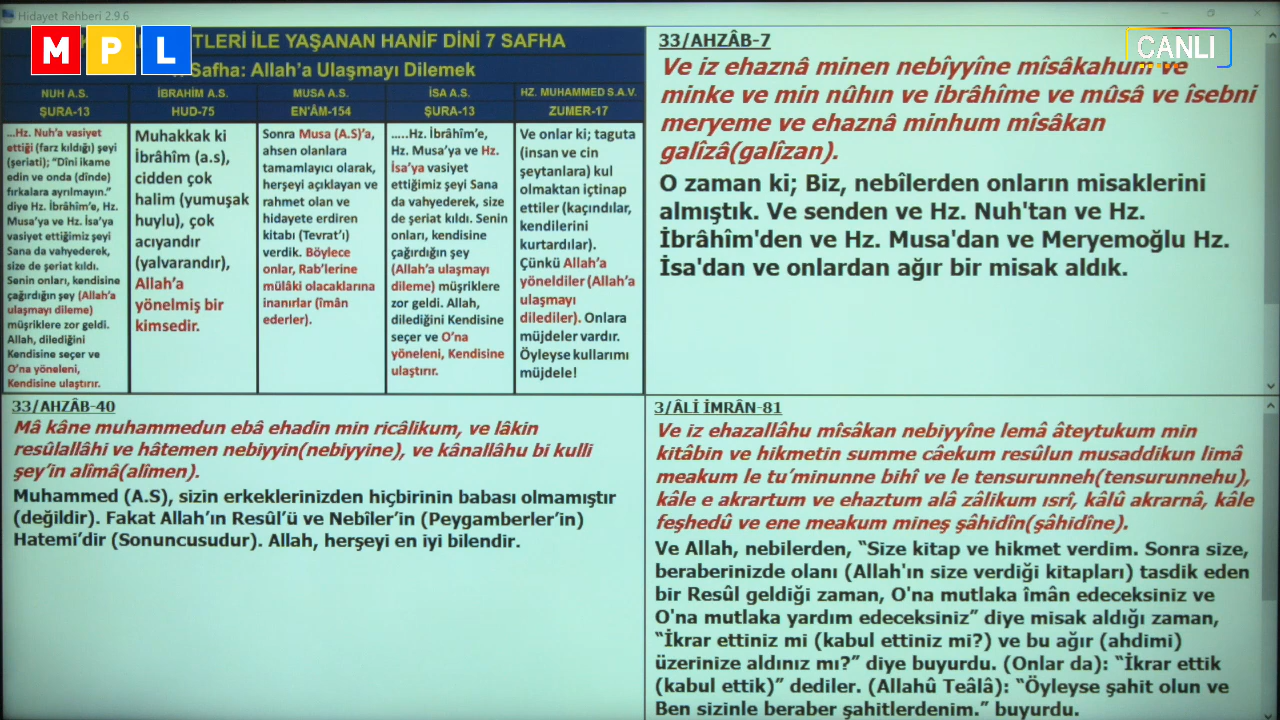 Hidayet Rehberi 2.9.6
MPL
TLERİ İLE YAŞANAN HANİF DİNİ 7 SAFHA
Safha: Allah’a Ulaşmayı Dilemek
CANLI
NUH A.S.
ŞURA-13
…Hz. Nuh’a vasiyet
ettiği (farz kıldığı) şeyi
(şeriati); “Dîni ikame
edin ve onda (dînde)
fırkalara ayrılmayın.”
diye Hz. İbrâhîm’e, Hz.
Musa’ya ve Hz. İsa’ya
vasiyet ettiğimiz şeyi
Sana da vahyederek,
size de şeriat kıldı.
Senin onları, kendisine
çağırdığın şey (Allah’a
ulaşmayı dileme)
müşriklere zor geldi.
Allah, dilediğini
Kendisine seçer ve
O’na yöneleni,
Kendisine ulaştırır.
İBRAHİM A.S.
HUD-75
Muhakkak ki
İbrâhîm (a.s),
cidden çok
halim (yumuşak
huylu), çok
acıyandır
(yalvarandır),
Allah’a
yönelmiş bir
kimsedir.
MUSA A.S.
EN'ÂM-154
Sonra Musa (A.S)’a,
ahsen olanlara
tamamlayıcı olarak,
herşeyi açıklayan ve
rahmet olan ve
hidayete erdiren
kitabı (Tevrat’ı)
verdik. Böylece
onlar, Rab’lerine
mülâki olacaklarına
inanırlar (îmân
ederler).
İSA A.S.
ŞURA-13
…..Hz. İbrâhîm’e,
Hz. Musa’ya ve Hz.
İsa’ya vasiyet
ettiğimiz şeyi Sana
da vahyederek, size
de şeriat kıldı. Senin
onları, kendisine
çağırdığın şey
(Allah’a ulaşmayı
dileme) müşriklere
zor geldi. Allah,
dilediğini Kendisine
seçer ve O’na
yöneleni, Kendisine
ulaştırır.
HZ. MUHAMMED S.A.V.
ZUMER-17
Ve onlar ki; taguta
(insan ve cin
şeytanlara) kul
olmaktan içtinap
ettiler (kaçındılar,
kendilerini
kurtardılar).
Çünkü Allah’a
yöneldiler (Allah’a
ulaşmayı
dilediler). Onlara
müjdeler vardır.
Öyleyse kullarımı
müjdele!
33/AHZÂB-7
Ve iz ehaznâ minen nebîyyîne mîsâkahum ve
minke ve min nûhın ve ibrâhîme ve mûsâ ve îsebni
meryeme ve ehaznâ minhum mîsâkan
galîzâ(galîzan).
O zaman ki; Biz, nebîlerden onların misaklerini
almıştık. Ve senden ve Hz. Nuh'tan ve Hz.
İbrâhîm'den ve Hz. Musa'dan ve Meryemoğlu Hz.
İsa'dan ve onlardan ağır bir misak aldık.
33/AHZÂB-40
Mâ kâne muhammedun ebâ ehadin min ricâlikum, ve lâkin
resûlallâhi ve hâtemen nebiyyin(nebiyyine), ve kânallâhu bi kulli
şey’in alîmâ(alîmen).
Muhammed (A.S), sizin erkeklerinizden hiçbirinin babası olmamıştır
(değildir). Fakat Allah’ın Resûl’ü ve Nebîler’in (Peygamberler’in)
Hatemi’dir (Sonuncusudur). Allah, herşeyi en iyi bilendir.
3/ÂLİ İMRÂN-81
Ve iz ehazallâhu mîsâkan nebiyyîne lemâ âteytukum min
kitâbin ve hikmetin summe câekum resûlun musaddikun limâ
meakum le tu’minunne bihî ve le tensurunneh(tensurunnehu),
kâle e akrartum ve ehaztum alâ zâlikum ısrî, kâlû akrarnâ, kâle
feşhedû ve ene meakum mineş şâhidîn(şâhidîne).
Ve Allah, nebilerden, “Size kitap ve hikmet verdim. Sonra size,
beraberinizde olanı (Allah'ın size verdiği kitapları) tasdik eden
bir Resûl geldiği zaman, O'na mutlaka îmân edeceksiniz ve
O'na mutlaka yardım edeceksiniz” diye misak aldığı zaman,
“İkrar ettiniz mi (kabul ettiniz mi?) ve bu ağır (ahdimi)
üzerinize aldınız mı?” diye buyurdu. (Onlar da): “İkrar ettik
(kabul ettik)” dediler. (Allahû Teâlâ): “Öyleyse şahit olun ve
Ben sizinle beraber şahitlerdenim.” buyurdu.